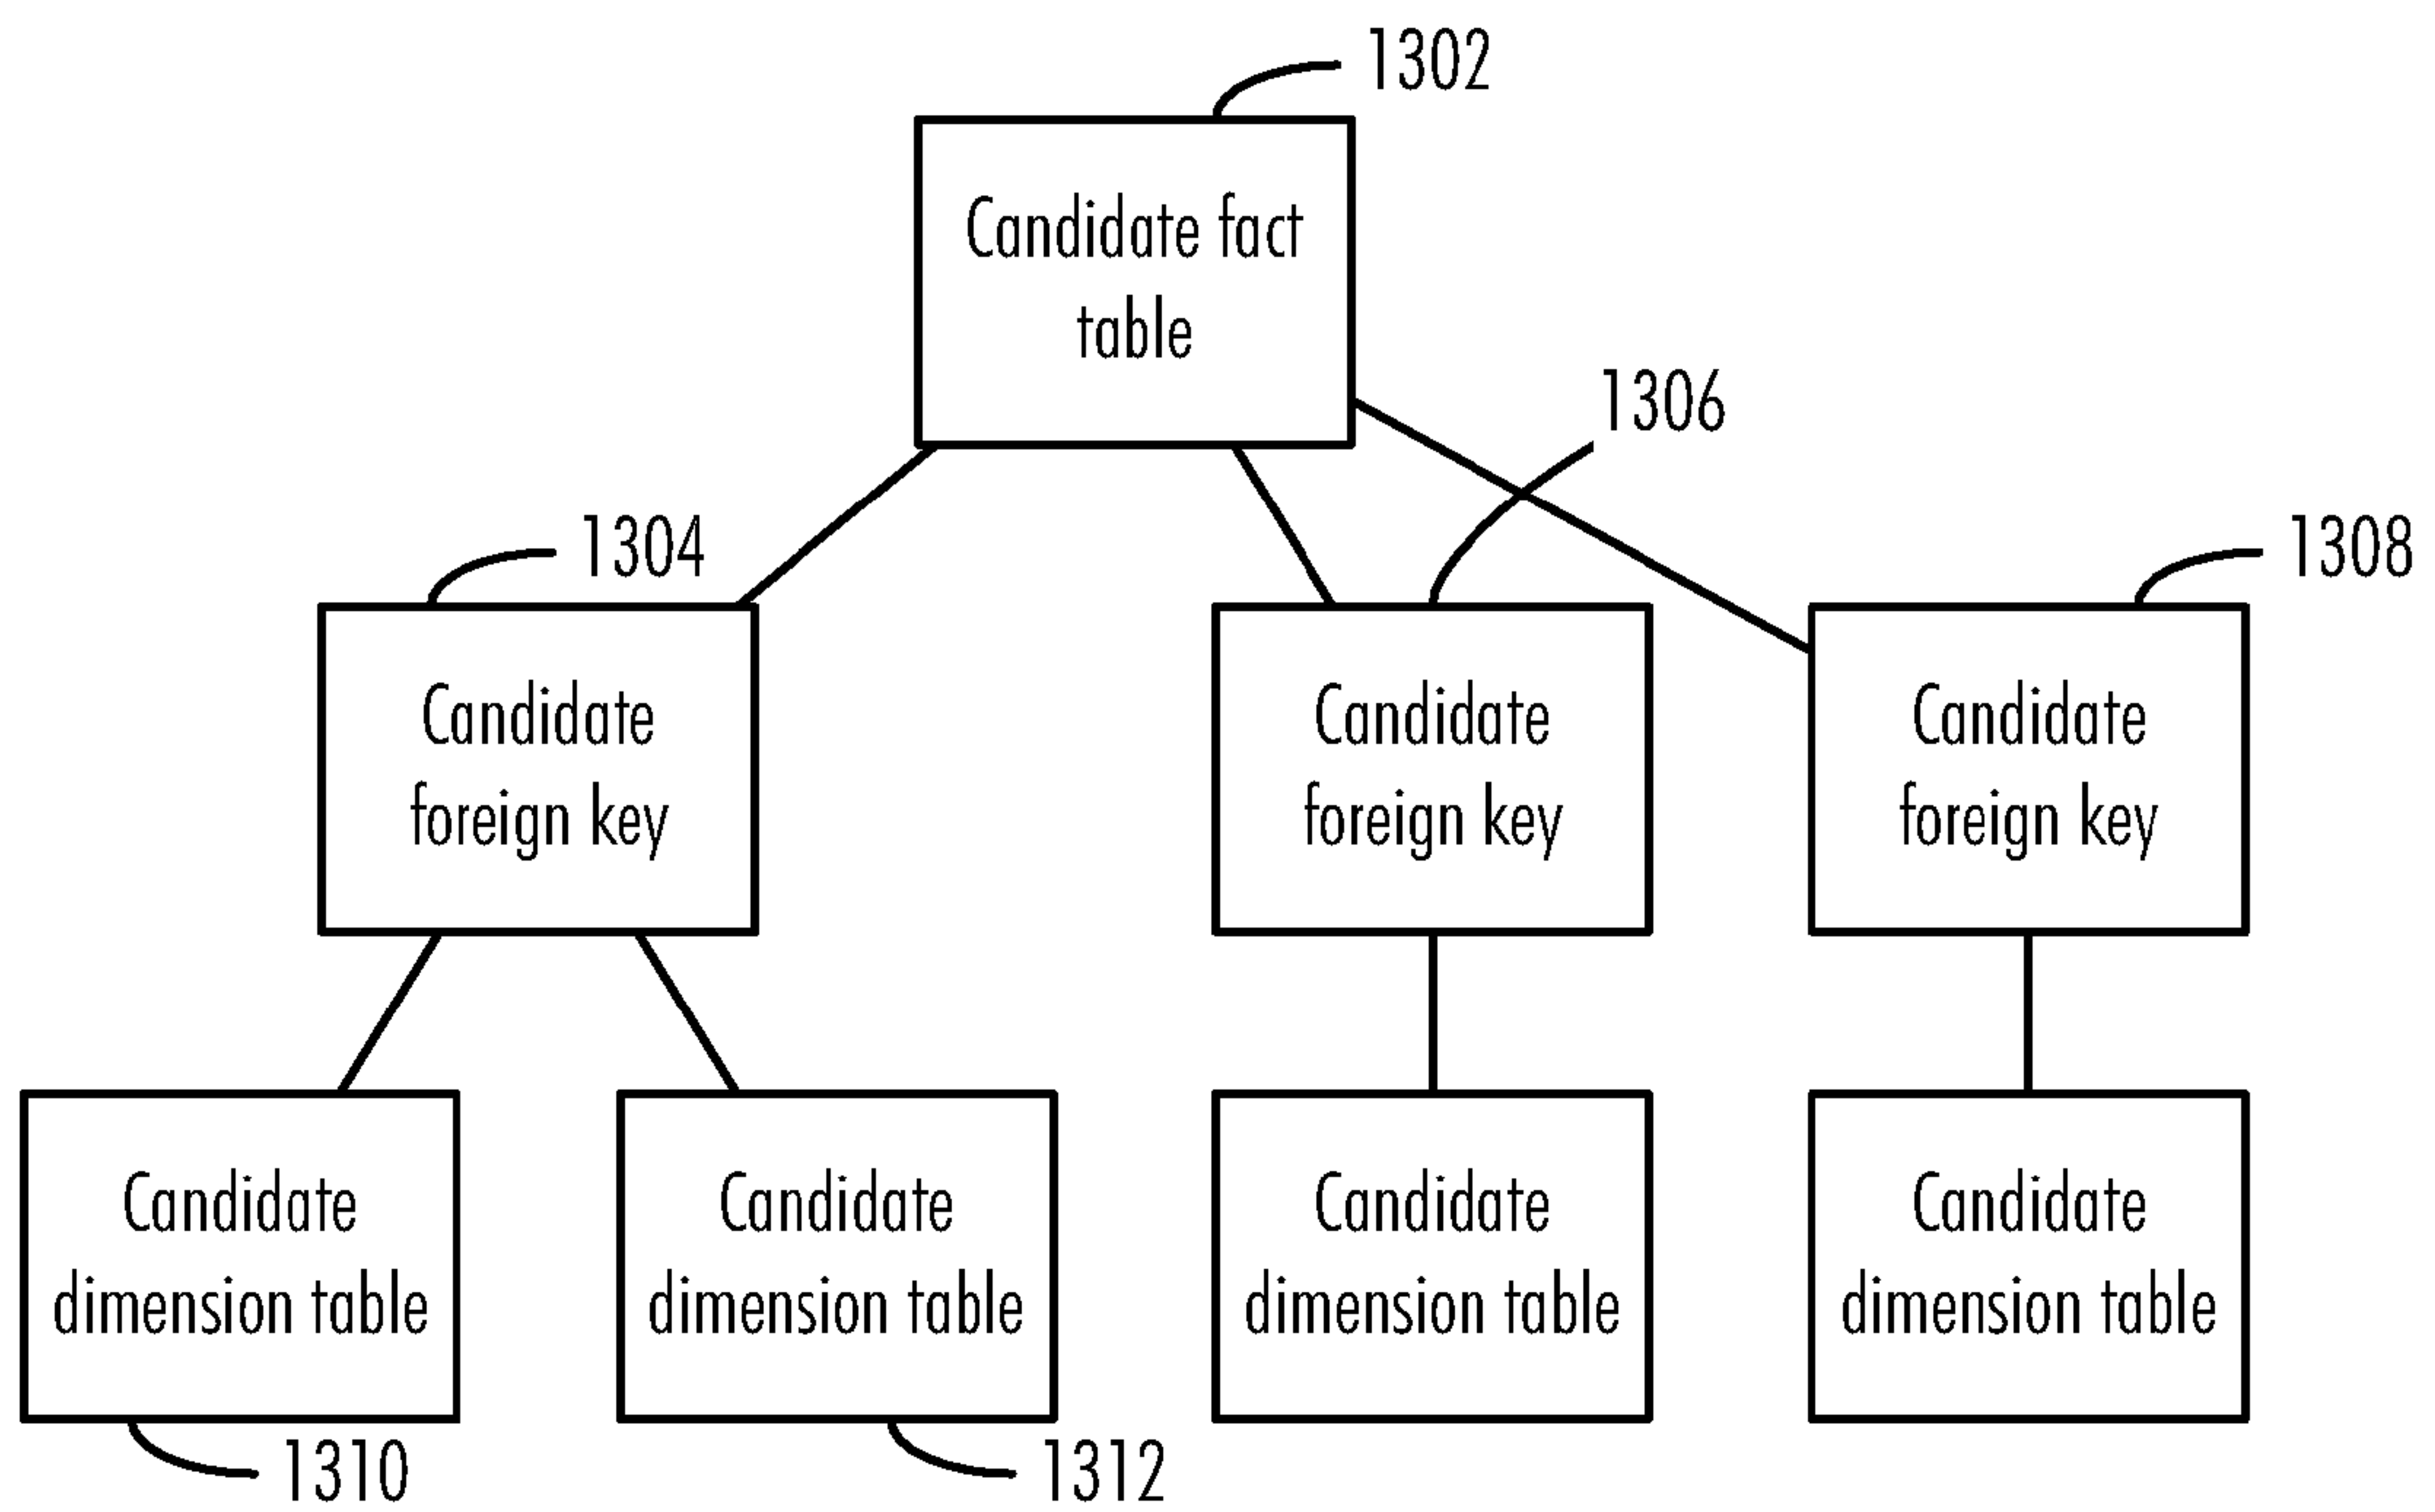 1302
Candidate fact
table
1306
1304
1308
Candidate
foreign key
Candidate
foreign key
Candidate
foreign key
Candidate
dimension table
Candidate
dimension table
Candidate
dimension table
Candidate
dimension table
1310
1312